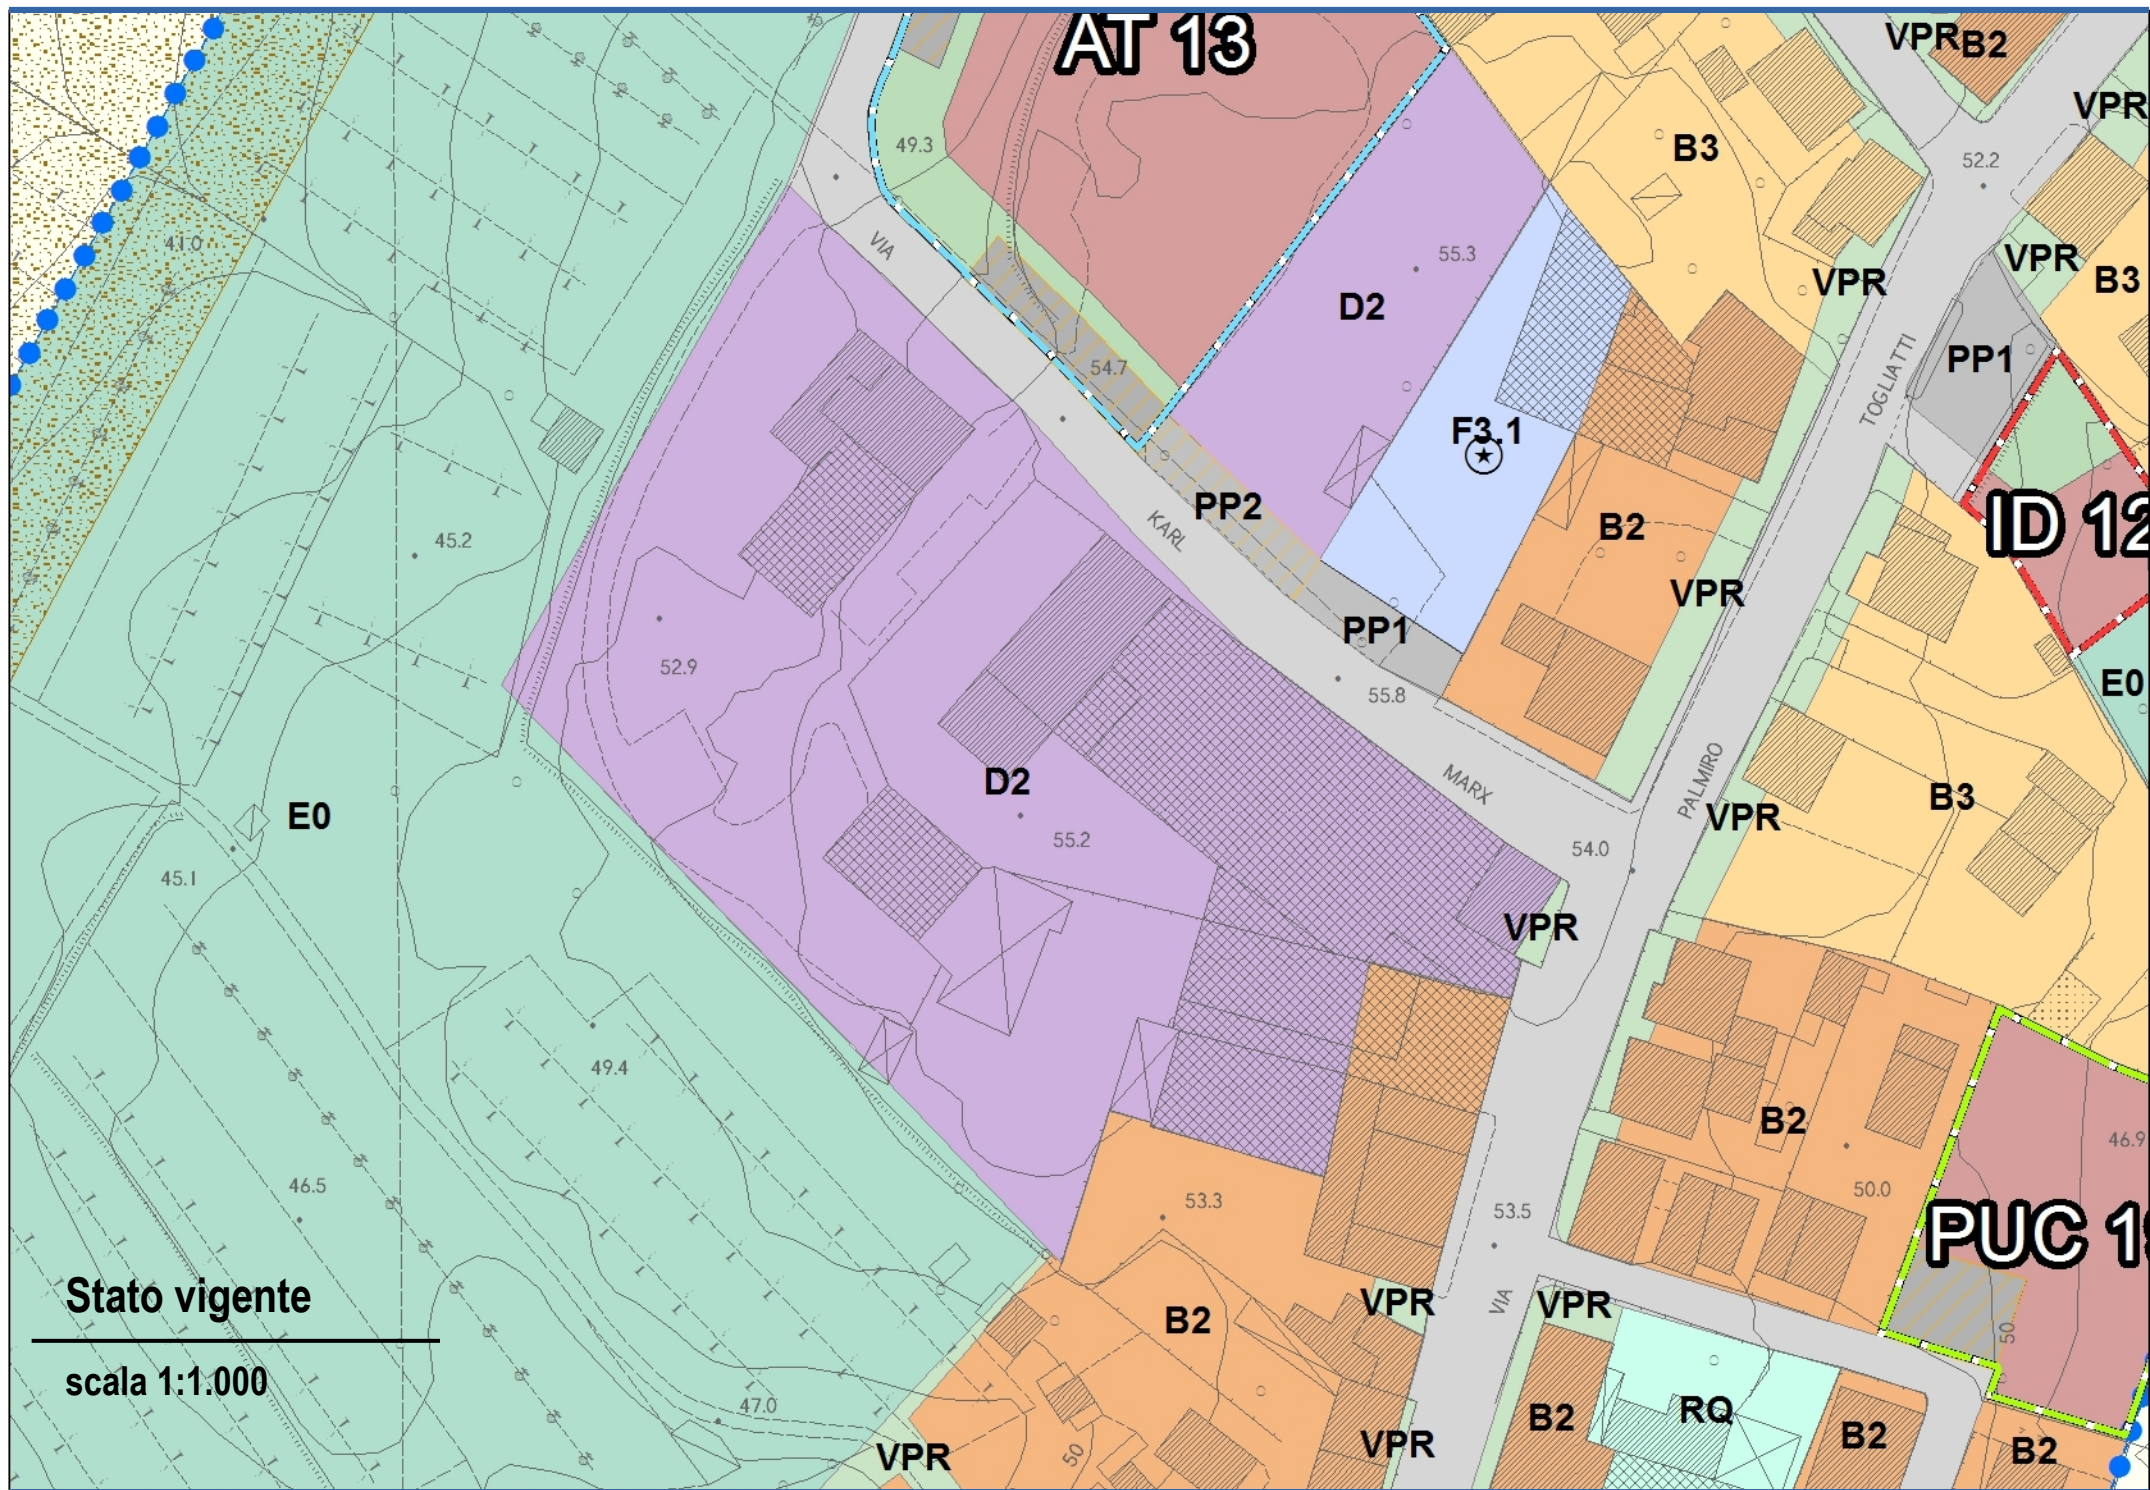 AT 13
VPR
B2
VPR
49.3
B3
52.2
41.0
VIA
55.3
VPR
VPR
B3
D2
54.7
PP1
TOGLIATTI
F3.1
PP2
KARL
B2
ID 12
45.2
VPR
PP1
52.9
55.8
E0
D2
MARX
PALMIRO
B3
VPR
E0
55.2
54.0
45.1
VPR
49.4
B2
46.9
46.5
53.3
50.0
53.5
PUC 1
Stato vigente
scala 1:1.000
VIA
VPR
VPR
B2
50
47.0
B2
RQ
B2
VPR
VPR
50
B2